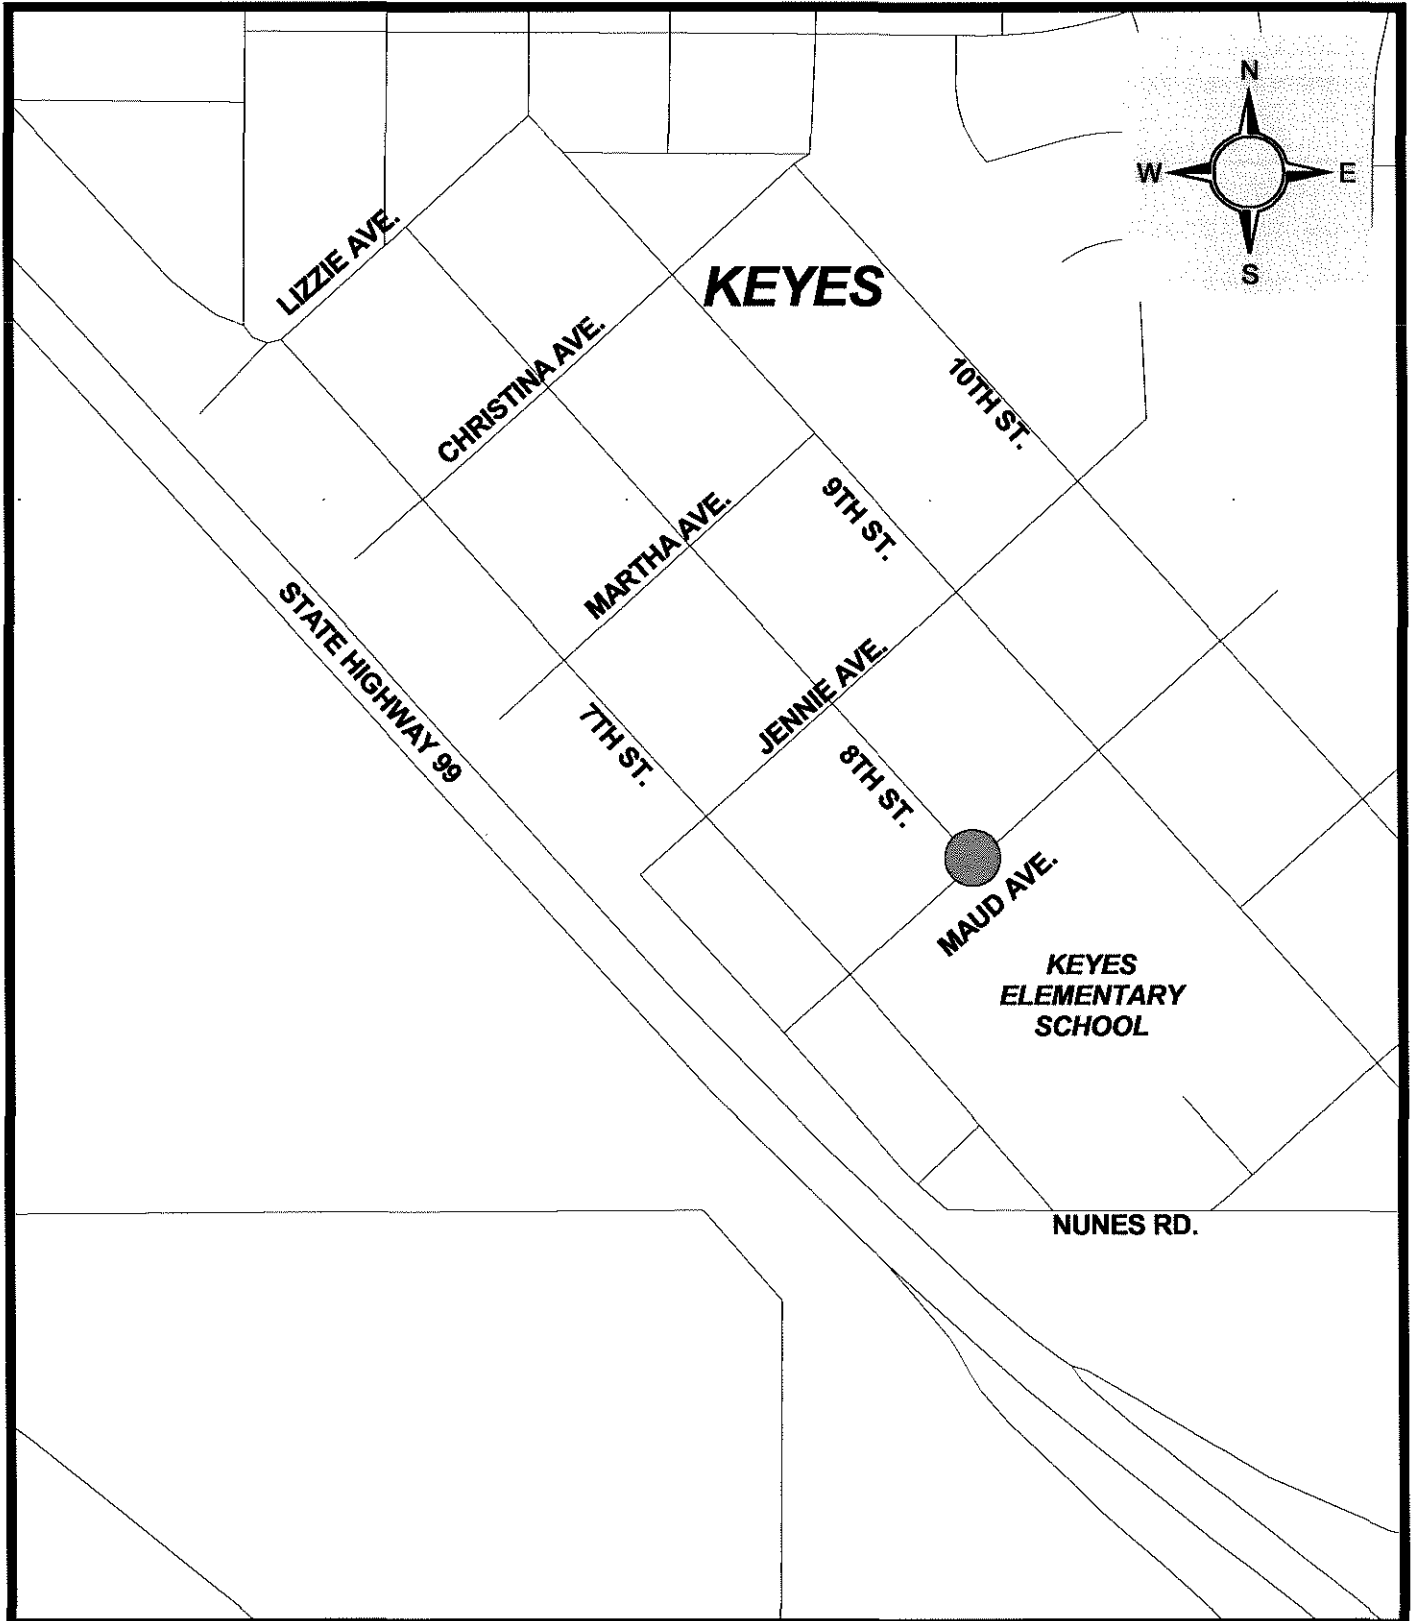 N
W
E
S
LIZZIE AVE.
KEYES
CHRISTINA AVE.
10TH ST.
MARTHA AVE.
9TH ST.
STATE HIGHWAY 99
JENNIE AVE.
7TH ST.
8TH ST.
MAUD AVE.
KEYES
ELEMENTARY
SCHOOL
NUNES RD.